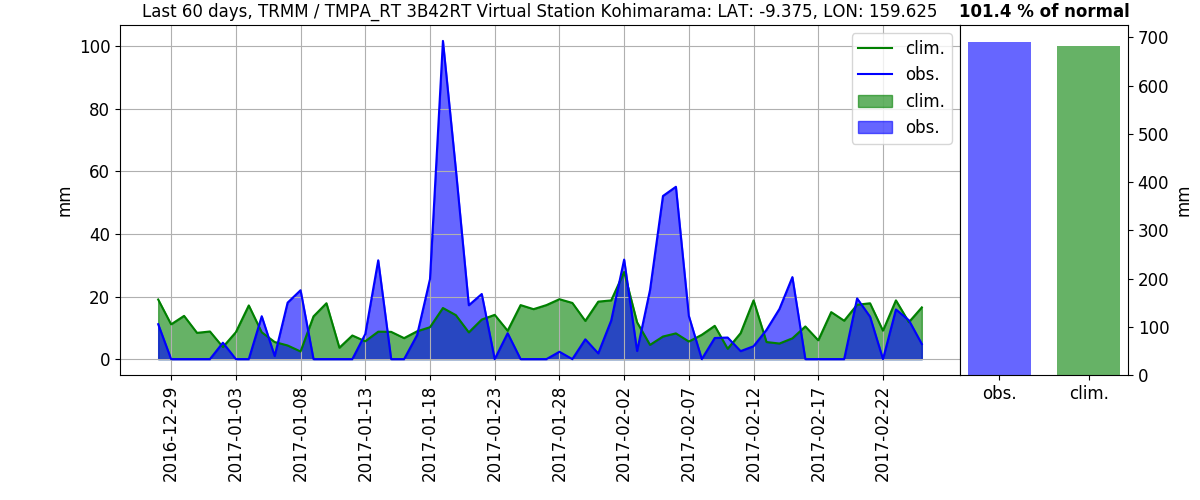 Last 60 days, TRMM / TMPA_RT 3B42RT Virtual Station Kohimarama: LAT: -9.375, LON: 159.625
101.4 % of normal
clim.
obs.
clim.
obs.
100
80
60
40
20
0
mm
700
600
500
400
300
200
100
0
mm
obs.
clim.
2016-12-29
2017-01-03
2017-01-08
2017-01-13
2017-01-18
2017-01-23
2017-01-28
2017-02-02
2017-02-07
2017-02-12
2017-02-17
2017-02-22